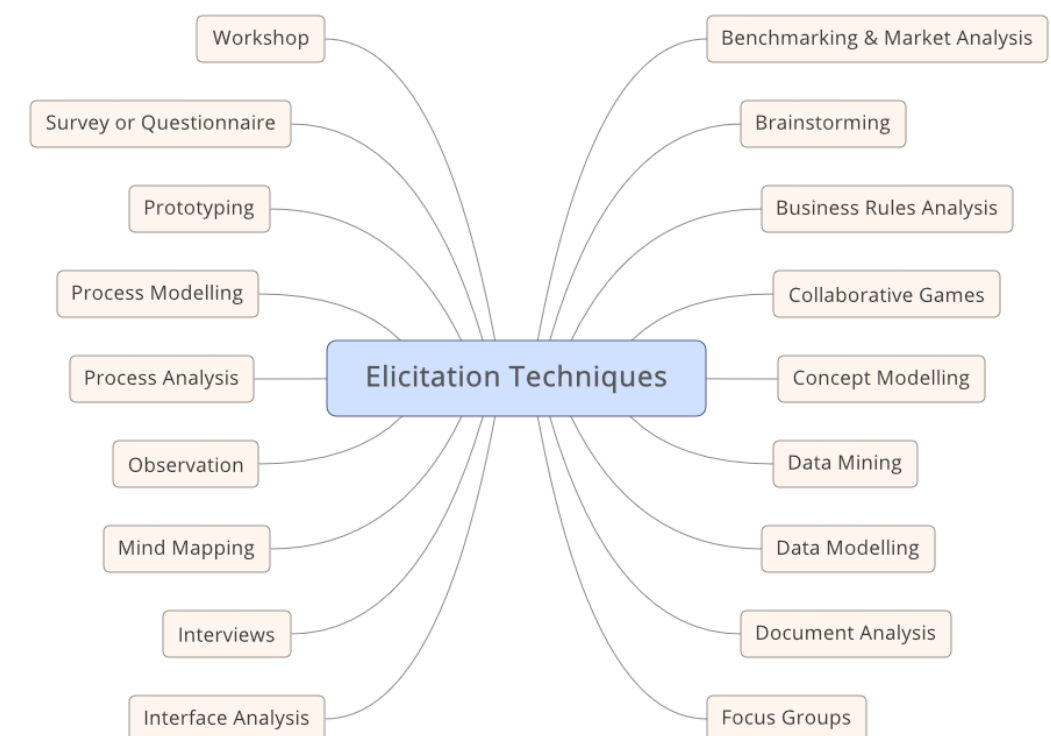 Workshop
Benchmarking & Market Analysis
Survey or Questionnaire
Brainstorming
Prototyping
Business Rules Analysis
Process Modelling
Collaborative Games
Elicitation Techniques
Process Analysis
Concept Modelling
Observation
Data Mining
Mind Mapping
Data Modelling
Interviews
Document Analysis
Interface Analysis
Focus Groups